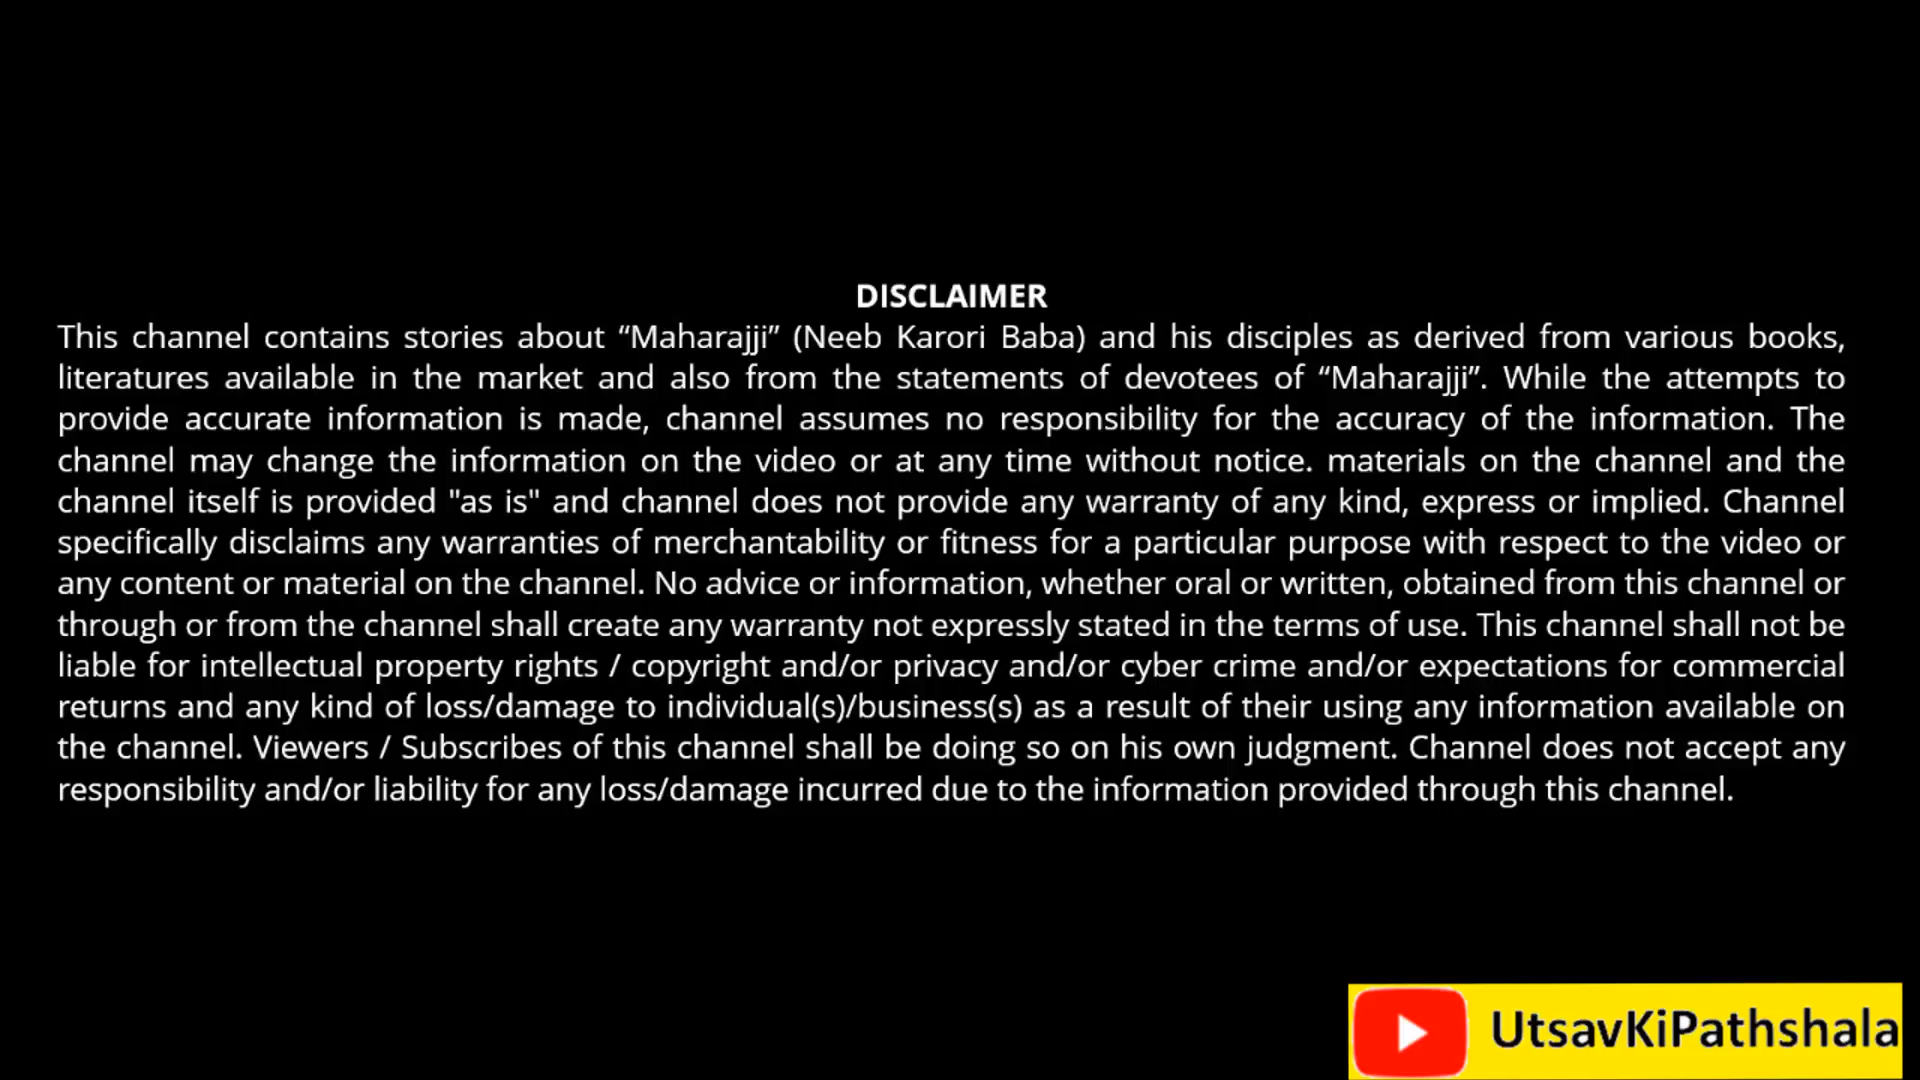 DISCLAIMER
This channel contains stories about “Maharajji” (Neeb Karori Baba) and his disciples as derived from various books,
literatures available in the market and also from the statements of devotees of “Maharajji”. While the attempts to
provide accurate information is made, channel assumes no responsibility for the accuracy of the information. The
channel may change the information on the video or at any time without notice. materials on the channel and the
channel itself is provided "as is" and channel does not provide any warranty of any kind, express or implied. Channel
specifically disclaims any warranties of merchantability or fitness for a particular purpose with respect to the video or
any content or material on the channel. No advice or information, whether oral or written, obtained from this channel or
through or from the channel shall create any warranty not expressly stated in the terms of use. This channel shall not be
liable for intellectual property rights / copyright and/or privacy and/or cyber crime and/or expectations for commercial
returns and any kind of loss/damage to individual(s)/business(s) as a result of their using any information available on
the channel. Viewers / Subscribes of this channel shall be doing so on his own judgment. Channel does not accept any
responsibility and/or liability for any loss/damage incurred due to the information provided through this channel.
UtsavKiPathshala